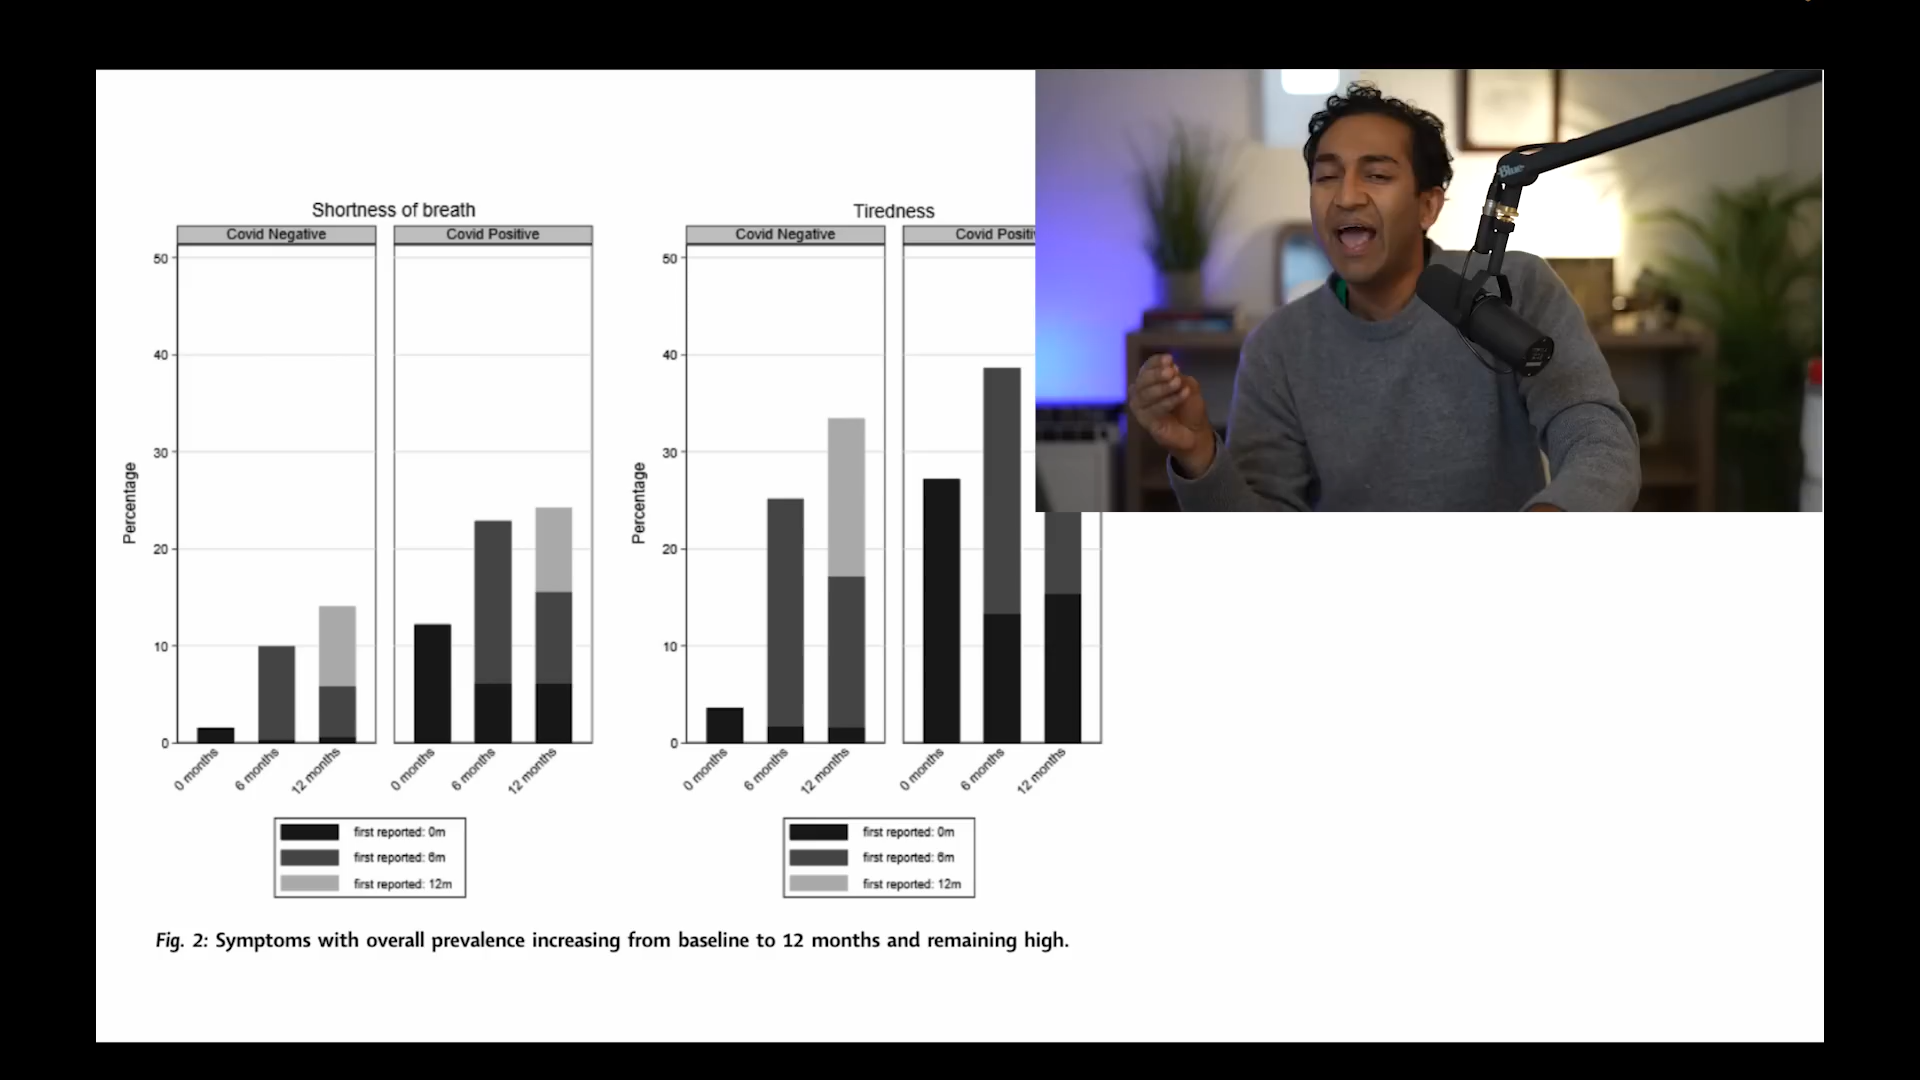 Shortness of breath
Covid Negative
Covid Positive
50
40
30
20
10
0
Percentage
0 months
6 months
12 months
0 months
6 months
12 months
first reported: 0m
first reported: 6m
first reported: 12m
Tiredness
Covid Negative
Covid Positiv
50
40
30
20
10
0
Percentage
0 months
6 months
12 months
0 months
6 months
12 months
first reported: 0m
first reported: 6m
first reported: 12m
Blue
Fig. 2: Symptoms with overall prevalence increasing from baseline to 12 months and remaining high.